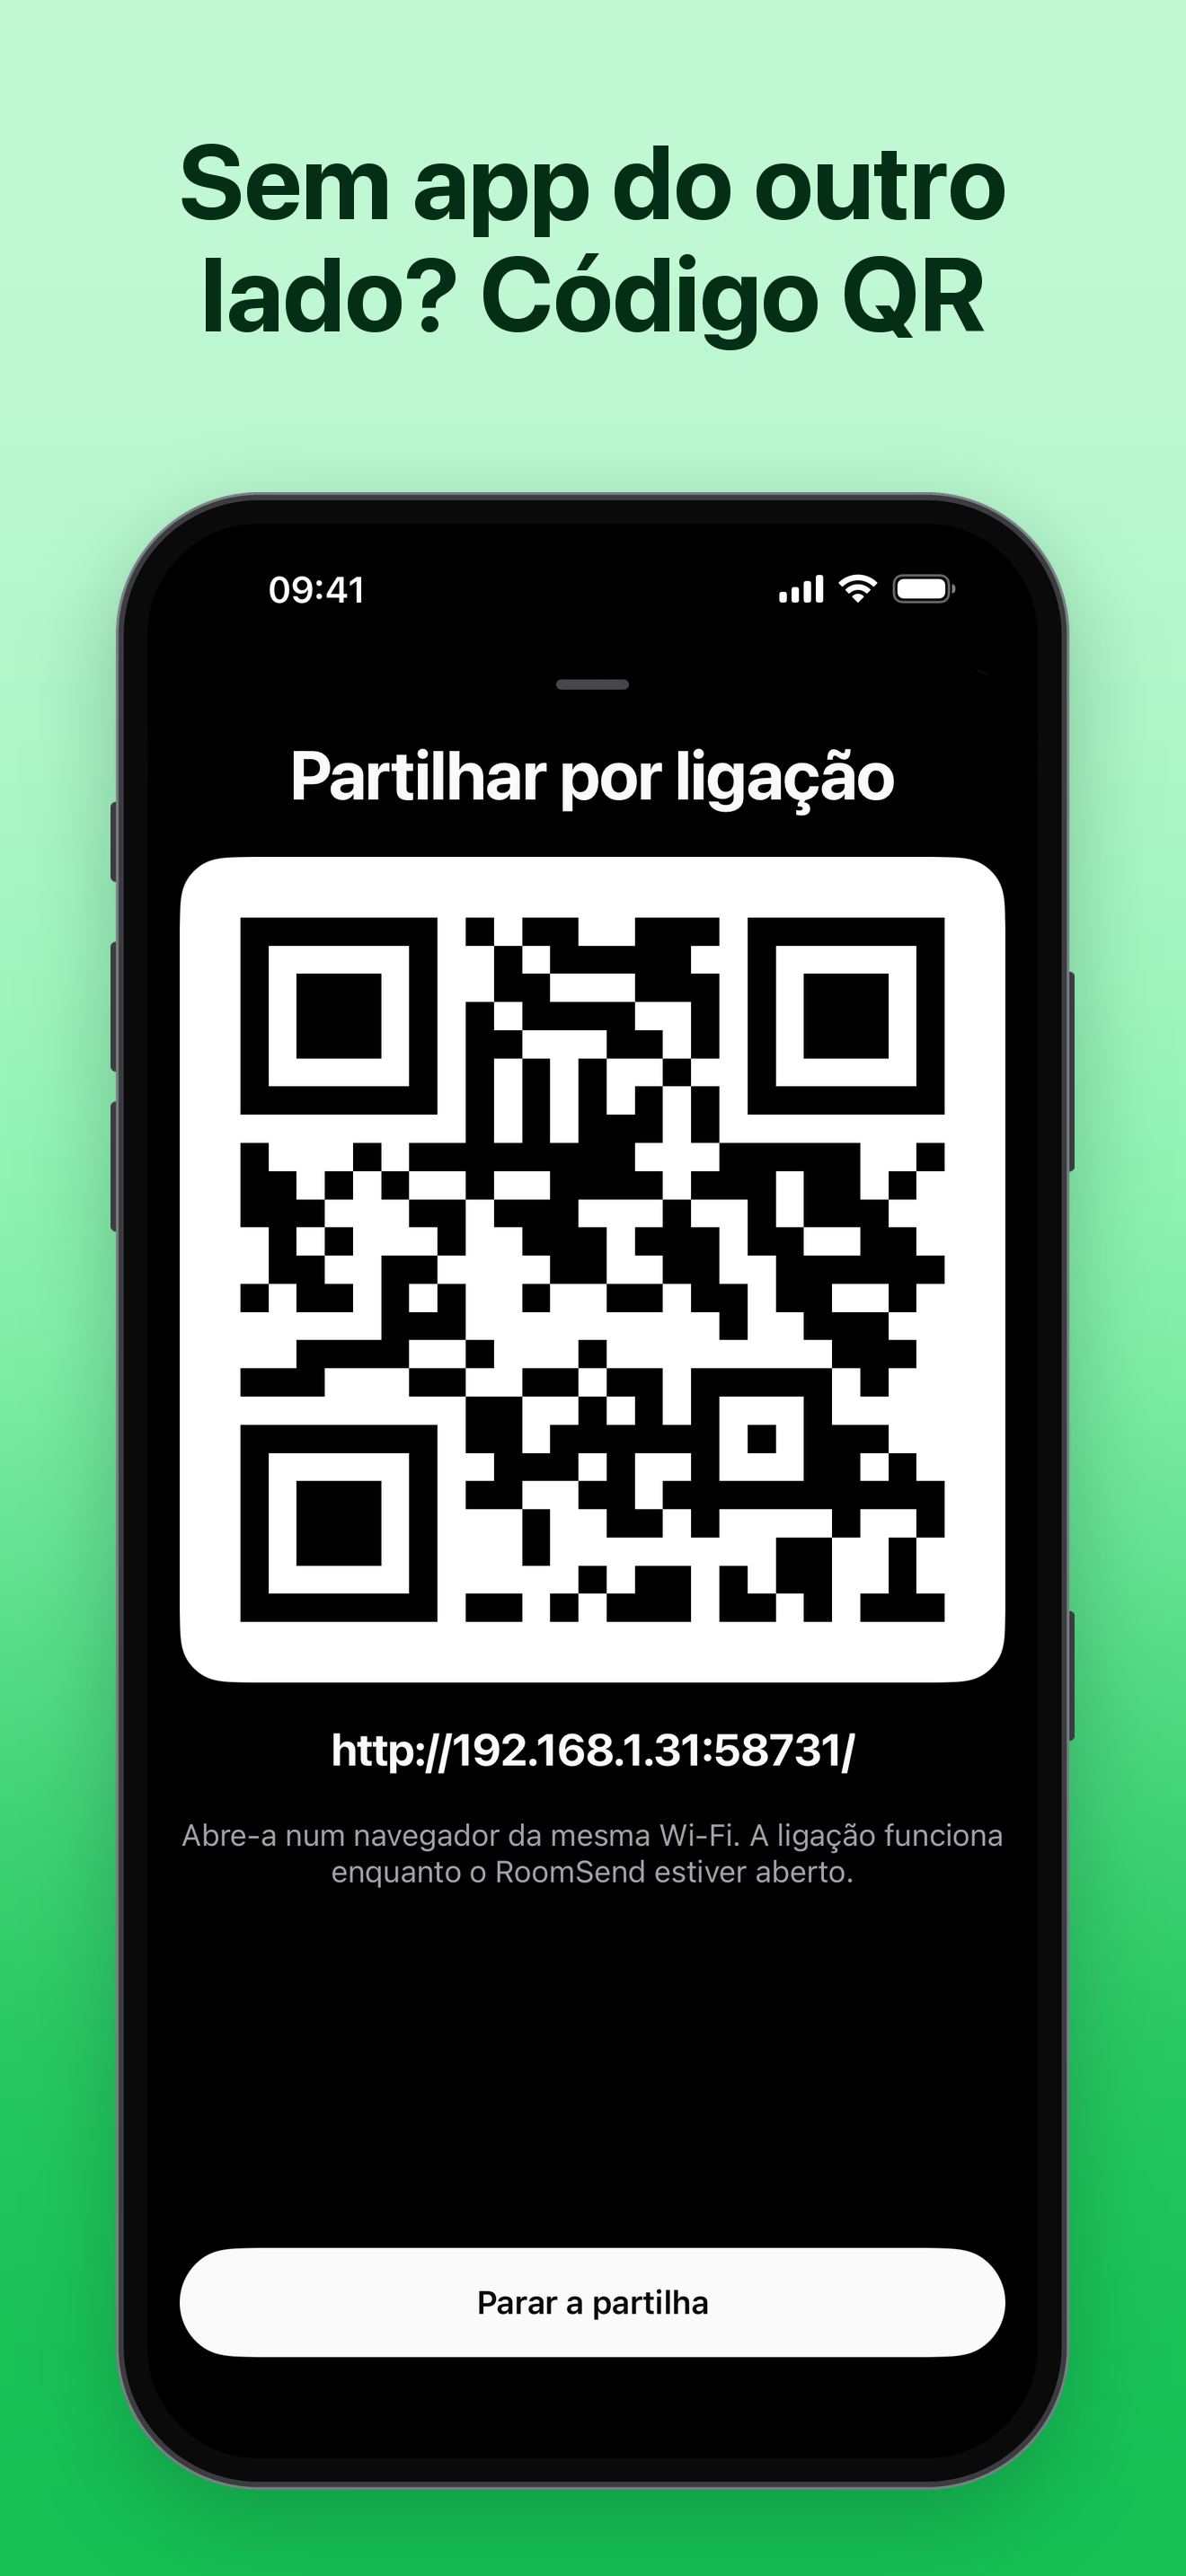 Sem app do outro
lado? Código QR
09:41
Partilhar por ligação
http://192.168.1.31:58731/
Abre-a num navegador da mesma Wi-Fi. A ligação funciona
enquanto o RoomSend estiver aberto.
Parar a partilha